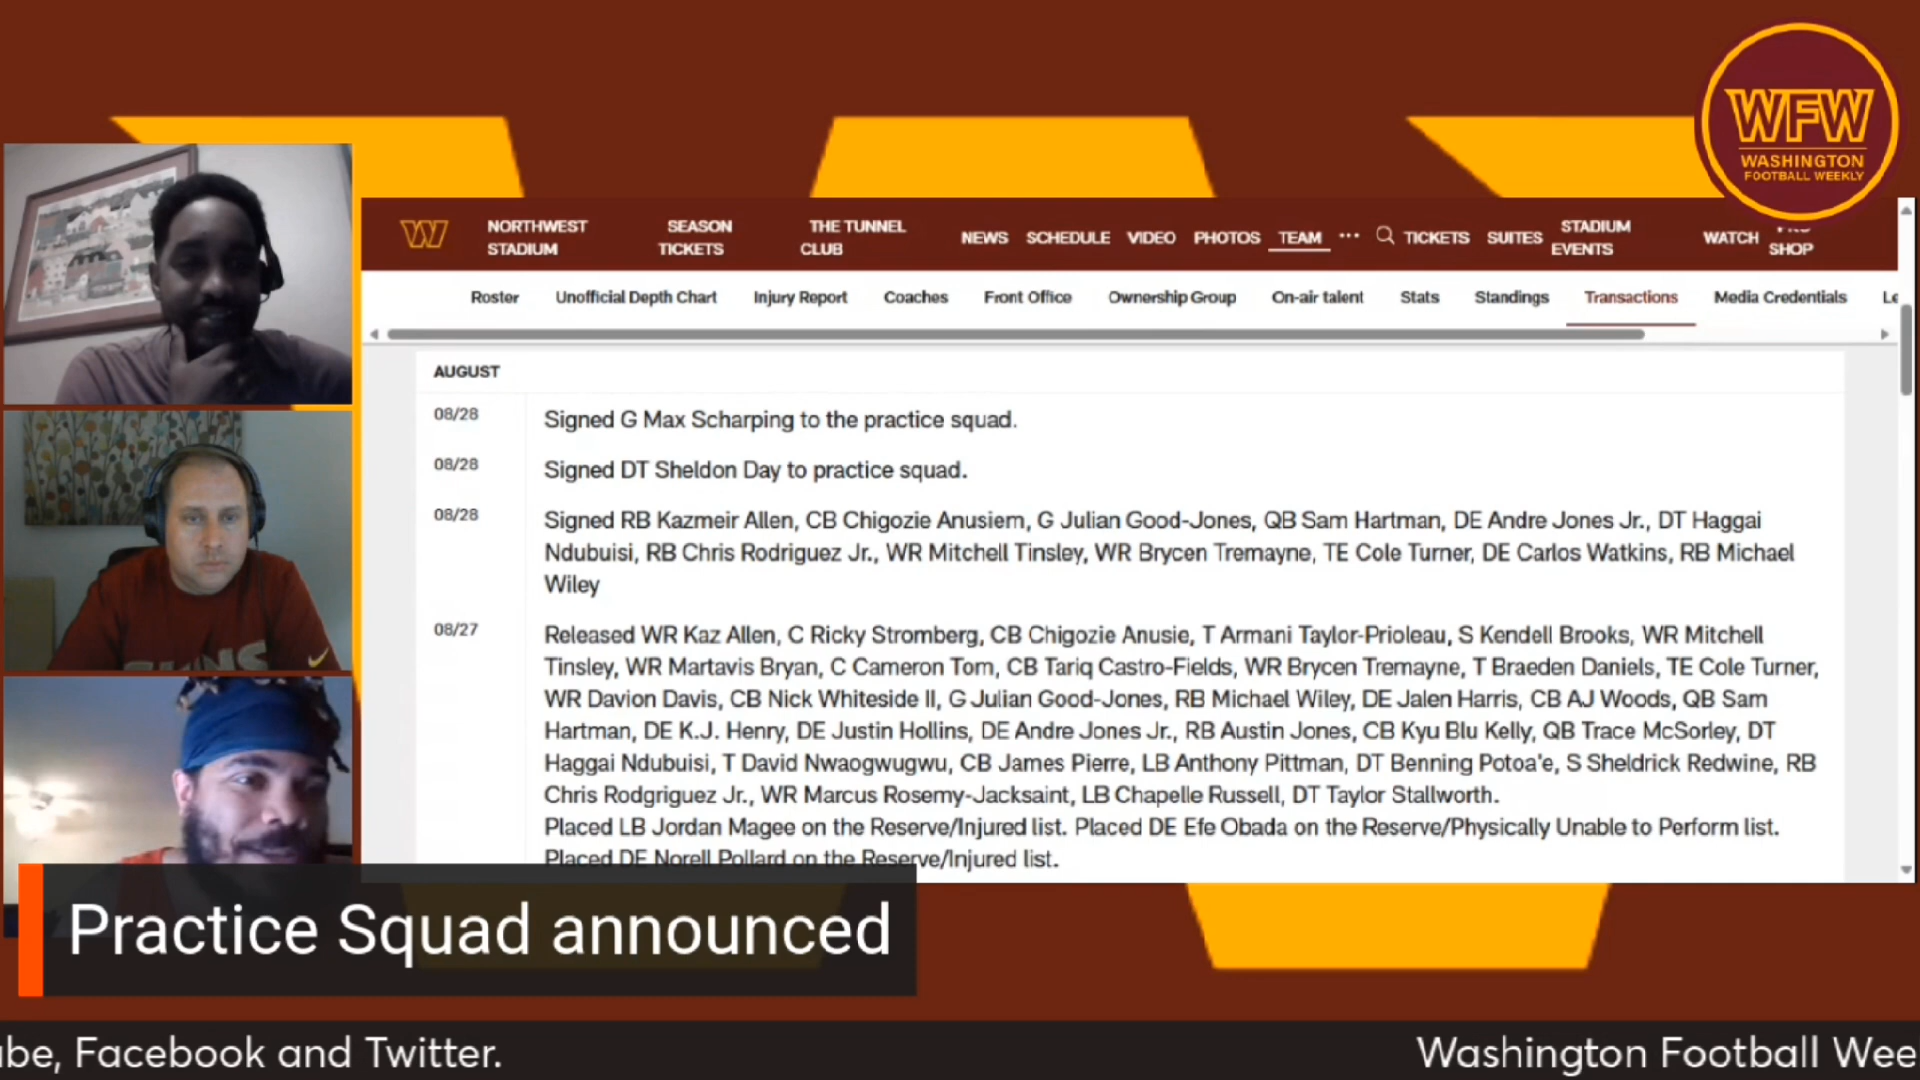 WFW
WASHINGTON
FOOTBALL WEEKLY
W
NORTHWEST
STADIUM
SEASON
TICKETS
THE TUNNEL
CLUB
NEWS SCHEDULE VIDEO PHOTOS TEAM ••• TICKETS SUITES
STADIUM
EVENTS
WATCH
SHOP
Roster Unofficial Depth Chart Injury Report Coaches Front Office Ownership Group On-air talent Stats Standings Transactions Media Credentials Le
AUGUST
08/28 Signed G Max Scharping to the practice squad.
08/28 Signed DT Sheldon Day to practice squad.
08/28 Signed RB Kazmeir Allen, CB Chigozie Anusiem, G Julian Good-Jones, QB Sam Hartman, DE Andre Jones Jr., DT Haggai
Ndubuisi, RB Chris Rodriguez Jr., WR Mitchell Tinsley, WR Brycen Tremayne, TE Cole Turner, DE Carlos Watkins, RB Michael
Wiley
08/27 Released WR Kaz Allen, C Ricky Stromberg, CB Chigozie Anusie, T Armani Taylor-Prioleau, S Kendell Brooks, WR Mitchell
Tinsley, WR Martavis Bryan, C Cameron Tom, CB Tariq Castro-Fields, WR Brycen Tremayne, T Braeden Daniels, TE Cole Turner,
WR Davion Davis, CB Nick Whiteside II, G Julian Good-Jones, RB Michael Wiley, DE Jalen Harris, CB AJ Woods, QB Sam
Hartman, DE K.J. Henry, DE Justin Hollins, DE Andre Jones Jr., RB Austin Jones, CB Kyu Blu Kelly, QB Trace McSorley, DT
Haggai Ndubuisi, T David Nwaogwugwu, CB James Pierre, LB Anthony Pittman, DT Benning Potoa'e, S Sheldrick Redwine, RB
Chris Rodgriguez Jr., WR Marcus Rosemy-Jacksaint, LB Chapelle Russell, DT Taylor Stallworth.
Placed LB Jordan Magee on the Reserve/Injured list. Placed DE Efe Obada on the Reserve/Physically Unable to Perform list.
Placed DE Norell Pollard on the Reserve/Injured list.
Practice Squad announced
be, Facebook and Twitter.
Washington Football Wee